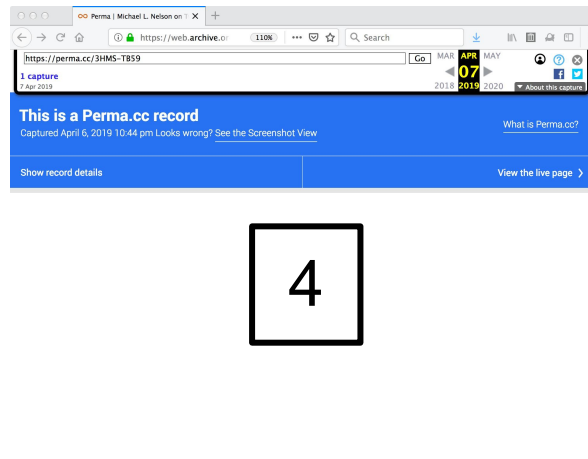 Perma | Michael L. Nelson on T
https://web.archive.or
110%
Search
https://perma.cc/3HMS-TB59
Go
MAR APR MAY
1 capture
07
7 Apr 2019
2018 2019 2020
About this capture
This is a Perma.cc record
Captured April 6, 2019 10:44 pm Looks wrong? See the Screenshot View
What is Perma.cc?
Show record details
View the live page
4